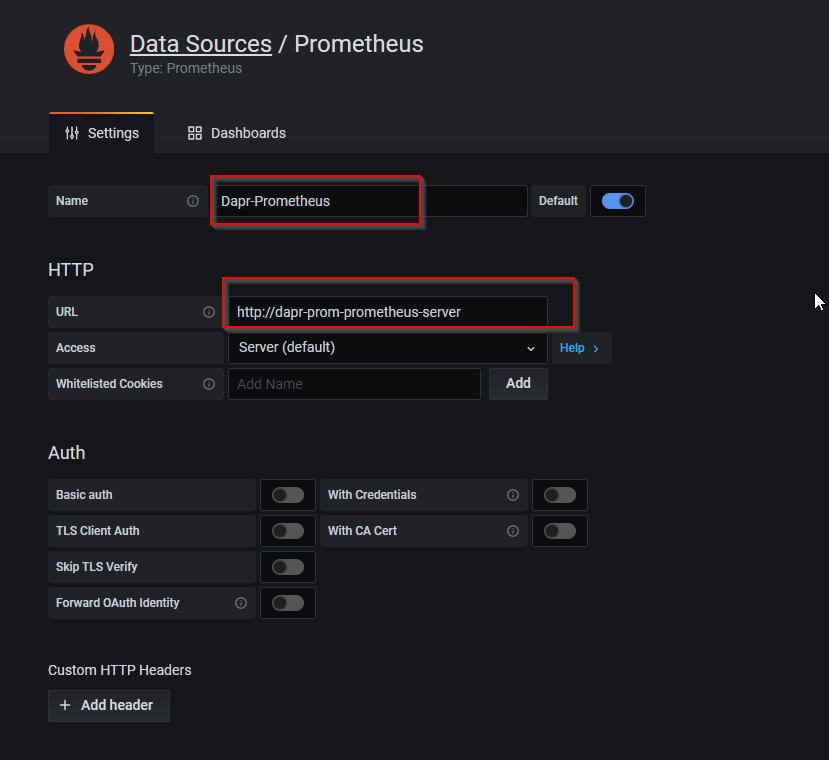 Data Sources / Prometheus
Type: Prometheus
Settings
Dashboards
Name
Dapr-Prometheus
Default
HTTP
URL
http://dapr-prom-prometheus-server
Access
Server (default)
Help
Whitelisted Cookies
Add Name
Add
Auth
Basic auth
With Credentials
TLS Client Auth
With CA Cert
Skip TLS Verify
Forward OAuth Identity
Custom HTTP Headers
+ Add header